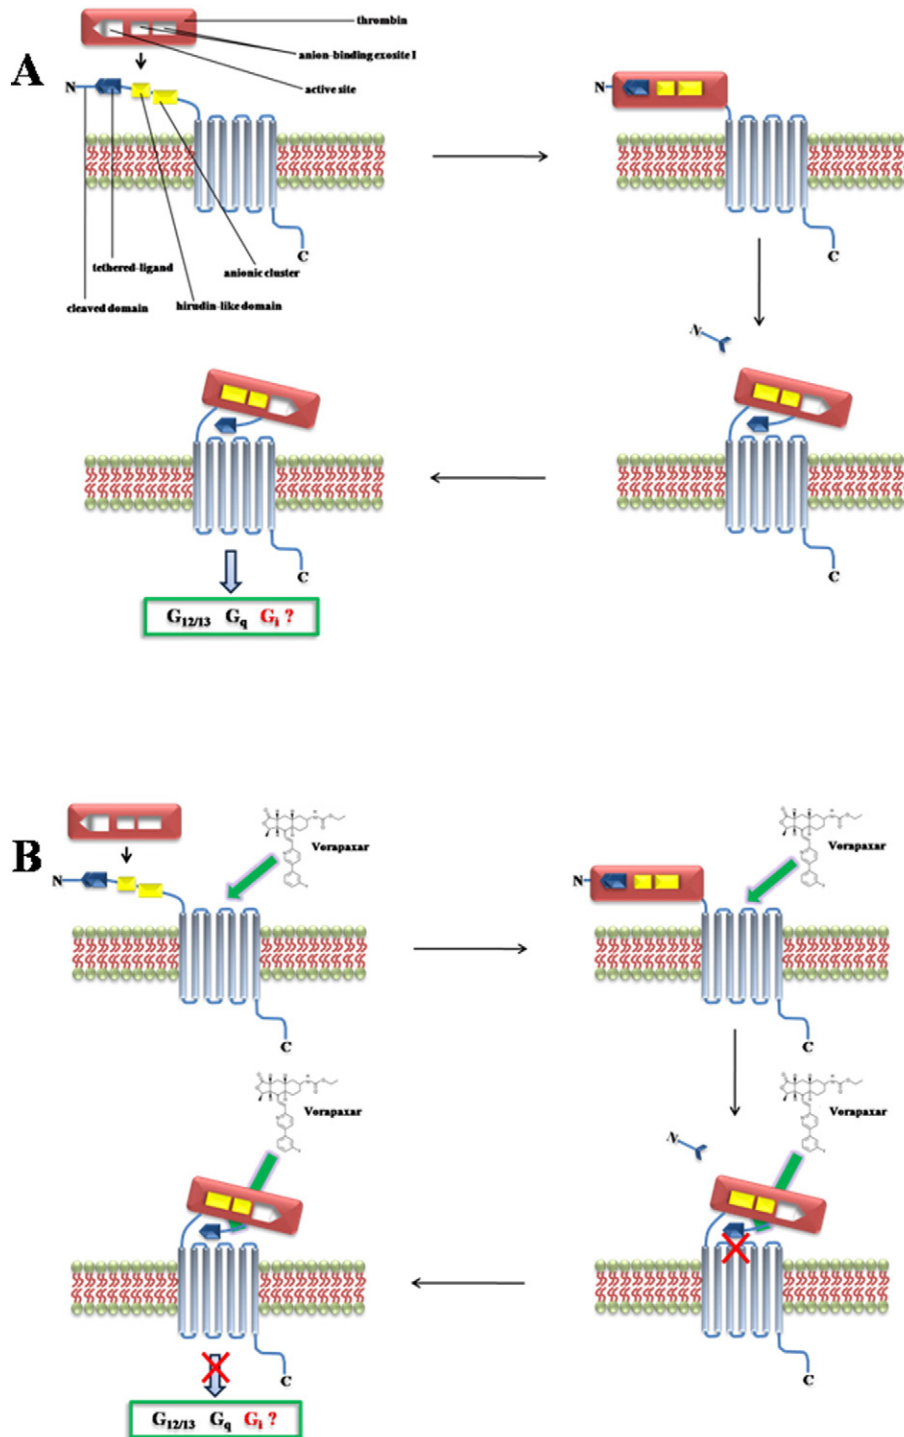 thrombin
anion-binding exosite I
active site
A
N
N
C
C
tethered-ligand
anionic cluster
cleaved domain
hirudin-like domain
N
C
C
G12/13 Gq Gi ?
B
Vorapaxar
Vorapaxar
N
N
C
C
Vorapaxar
Vorapaxar
N
C
C
G12/13 Gq Gi ?